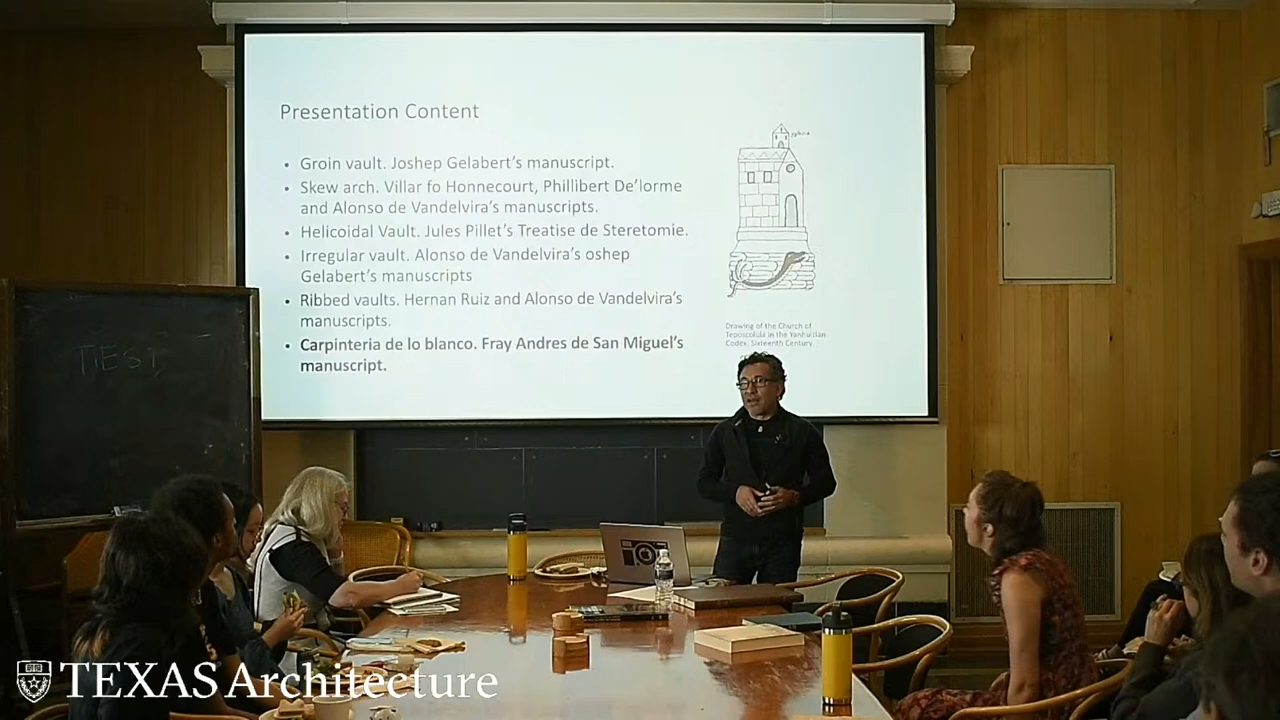 Presentation Content
• Groin vault. Joshep Gelabert's manuscript.
• Skew arch. Villar fo Honnecourt, Phillibert De'lorme
and Alonso de Vandelvira's manuscripts.
• Helicoidal Vault. Jules Pillet's Treatise de Steretomie.
• Irregular vault. Alonso de Vandelvira's oshep
Gelabert's manuscripts
• Ribbed vaults. Hernan Ruiz and Alonso de Vandelvira's
manuscripts.
• Carpinteria de lo blanco. Fray Andres de San Miguel's
manuscript.
Drawing of the Church of
Teposcolula in the Yanhuitlan
Codex, Sixteenth Century.
TEST
TEXAS Architecture